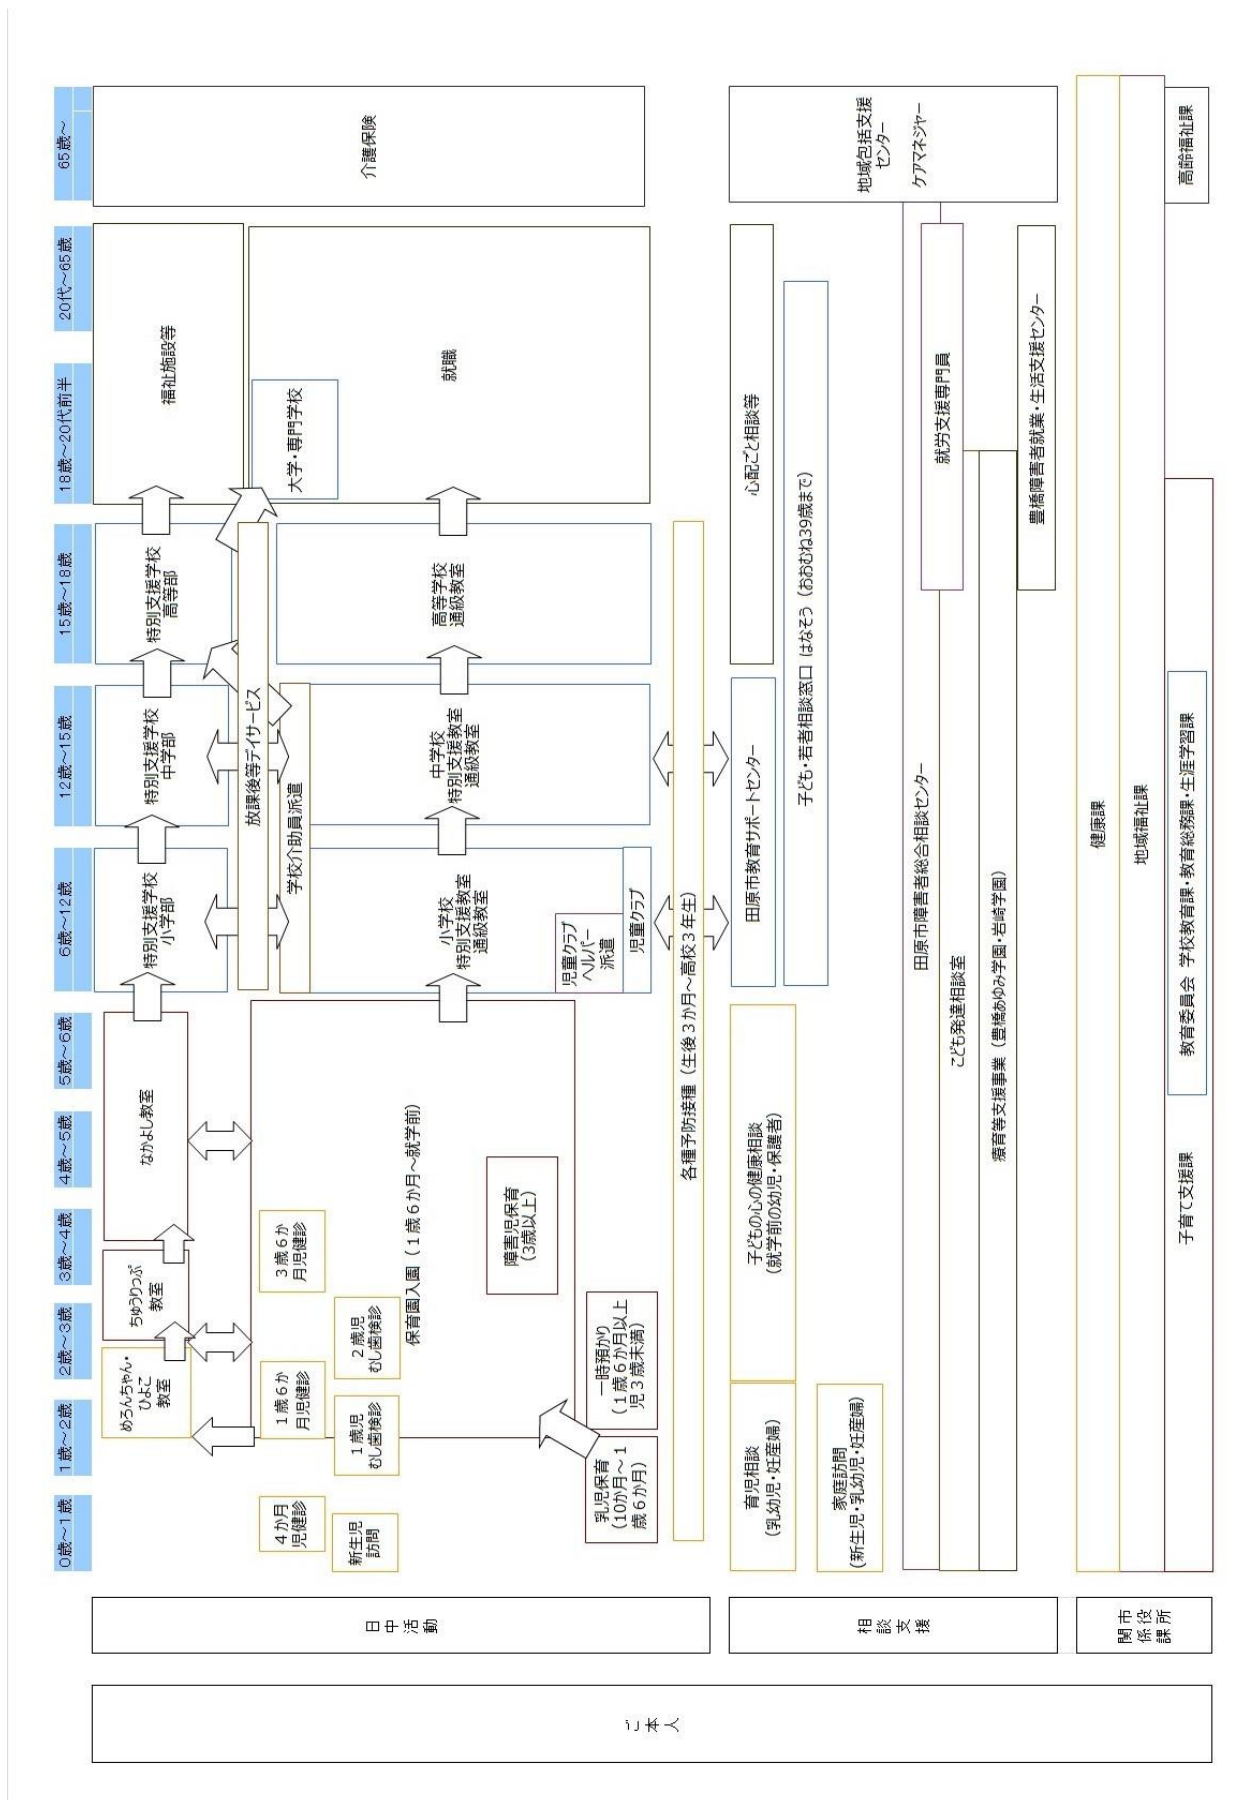 0歳～1歳
1歳～2歳
2歳～3歳
3歳～4歳
4歳～5歳
5歳～6歳
6歳～12歳
12歳～15歳
15歳～18歳
18歳～20代前半
20代～65歳
65歳～
ご本人
日中活動
めろんちゃん・
ひよこ
教室
ちゅうりっぷ
教室
なかよし教室
特別支援学校
小学部
特別支援学校
中学部
特別支援学校
高等部
福祉施設等
介護保険
放課後等デイサービス
学校介助員派遣
大学・専門学校
4か月
児健診
1歳6か
月児健診
3歳6か
月児健診
新生児
訪問
1歳児
むし歯検診
2歳児
むし歯検診
保育園入園（1歳6か月～就学前）
小学校
特別支援教室
通級教室
中学校
特別支援教室
通級教室
高等学校
通級教室
就職
障害児保育
（3歳以上）
児童クラブ
ヘルパー
派遣
児童クラブ
乳児保育
（10か月～1
歳6か月）
一時預かり
（1歳6か月以上
児3歳未満）
各種予防接種（生後3か月～高校3年生）
相談支援
育児相談
（乳幼児・妊産婦）
子どもの心の健康相談
（就学前の幼児・保護者）
田原市教育サポートセンター
心配ごと相談等
子ども・若者相談窓口（はなそう（おおむね39歳まで）
家庭訪問
（新生児・乳幼児・妊産婦）
地域包括支援
センター
ケアマネジャー
田原市障害者総合相談センター
就労支援専門員
こども発達相談室
療育等支援事業（豊橋あゆみ学園・岩崎学園）
豊橋障害者就業・生活支援センター
市役所
関係課
健康課
地域福祉課
子育て支援課
教育委員会 学校教育課・教育総務課・生涯学習課
高齢福祉課